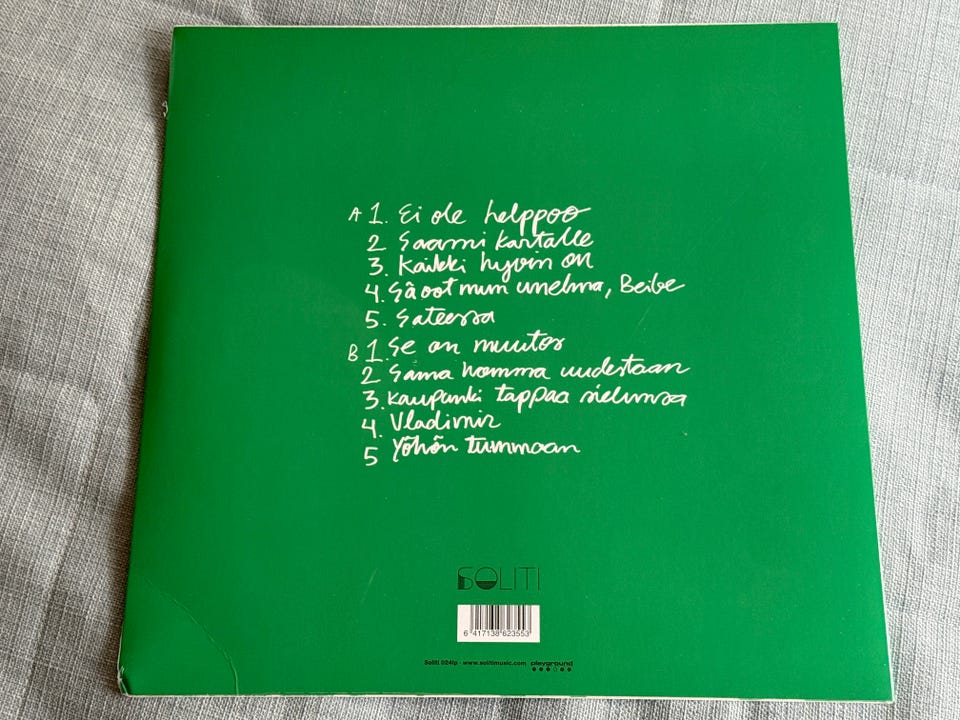 A 1. Ei ole helppoo
2 Saarni kartalle
3. Kaikki hyvin on
4. Sä oot mun unelma, Beibe
5. Sateessa
B 1. Se on muutos
2 Sama homma uudestaan
3. Kaupunki tappaa sielunsa
4. Vladimir
5 Yöhön tummaan
SOLITI
6 417138 623553
Soliti 024lp - www.solitimusic.com playground